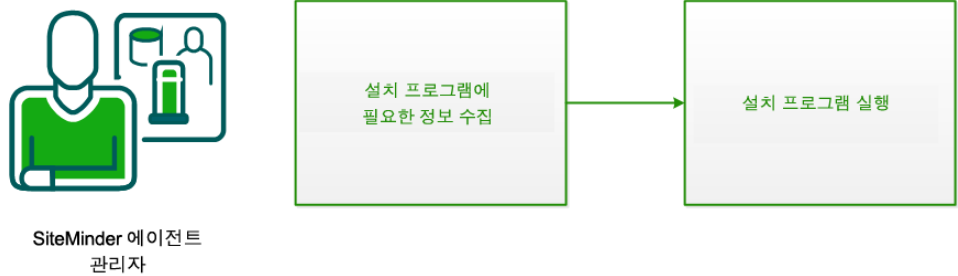 설치 프로그램에
필요한 정보 수집
설치 프로그램 실행
SiteMinder 에이전트
관리자